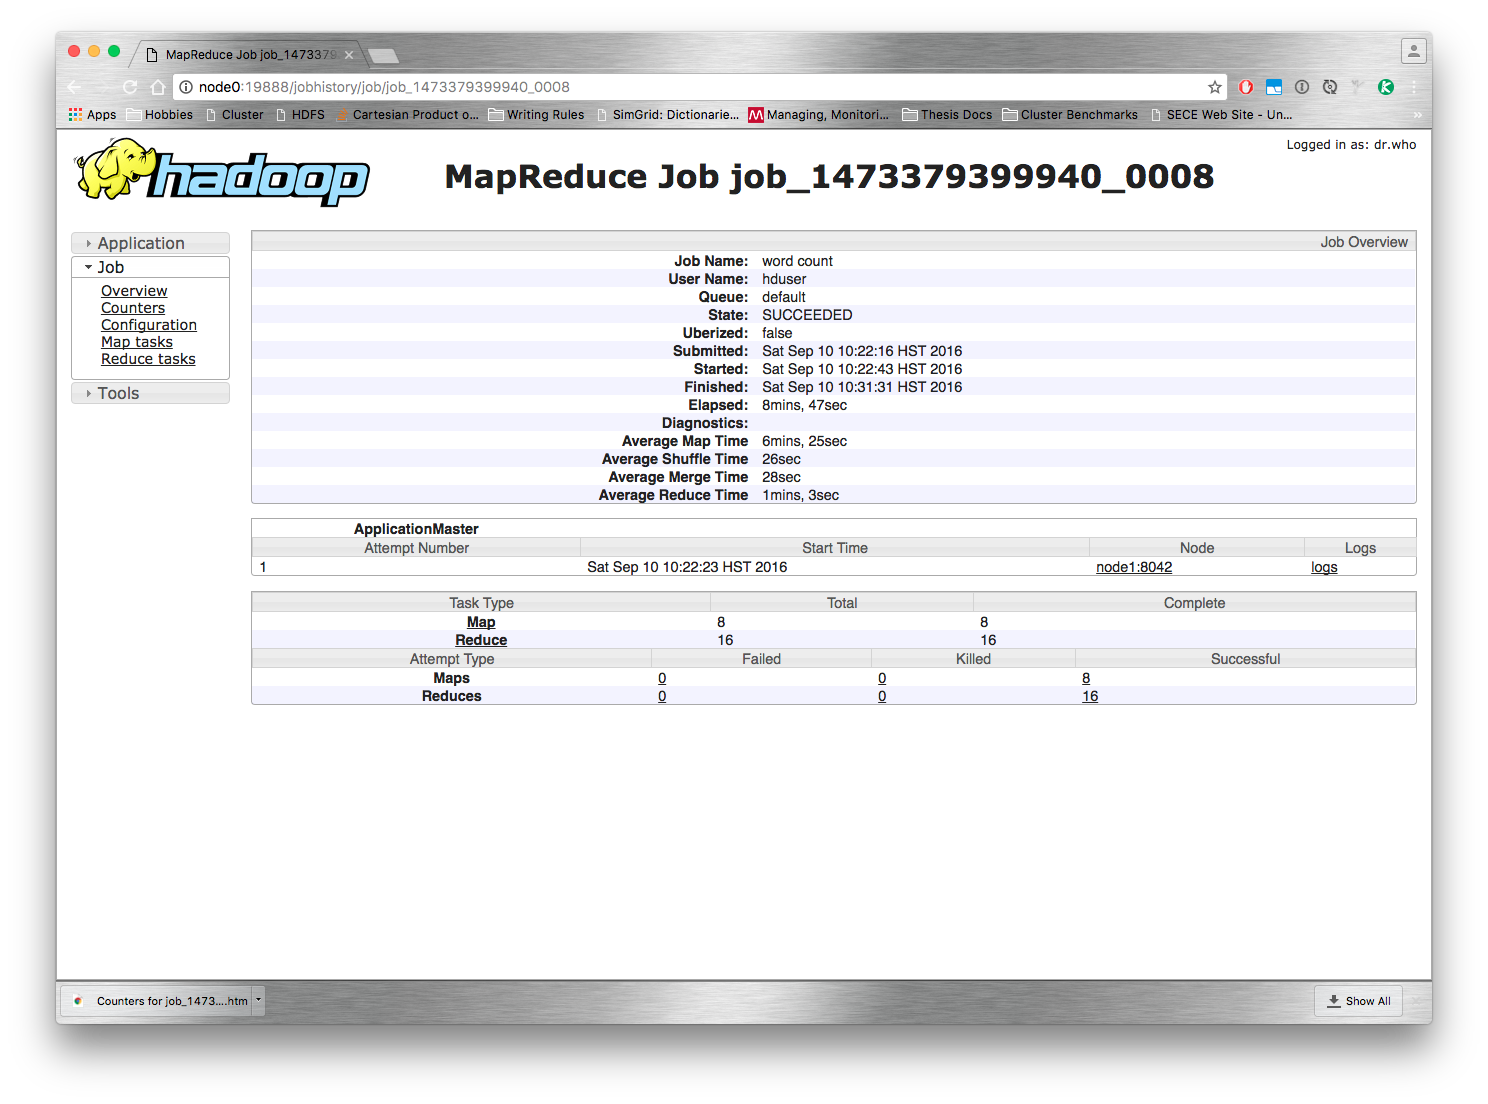 MapReduce Job job_1473379
node0:19888/jobhistory/job/job_1473379399940_0008
Apps Hobbies Cluster HDFS Cartesian Product o... Writing Rules SimGrid: Dictionarie... Managing, Monitori... Thesis Docs Cluster Benchmarks SECE Web Site - Un... »
Logged in as: dr.who
hadoop
MapReduce Job job_1473379399940_0008
Application
Job
Overview
Counters
Configuration
Map tasks
Reduce tasks
Tools
Job Overview
Job Name: word count
User Name: hduser
Queue: default
State: SUCCEEDED
Uberized: false
Submitted: Sat Sep 10 10:22:16 HST 2016
Started: Sat Sep 10 10:22:43 HST 2016
Finished: Sat Sep 10 10:31:31 HST 2016
Elapsed: 8mins, 47sec
Diagnostics:
Average Map Time 6mins, 25sec
Average Shuffle Time 26sec
Average Merge Time 28sec
Average Reduce Time 1mins, 3sec
ApplicationMaster
Attempt Number Start Time Node Logs
1 Sat Sep 10 10:22:23 HST 2016 node1:8042 logs
Task Type Total Complete
Map 8 8
Reduce 16 16
Attempt Type Failed Killed Successful
Maps 0 0 8
Reduces 0 0 16
Counters for job_1473....htm
Show All